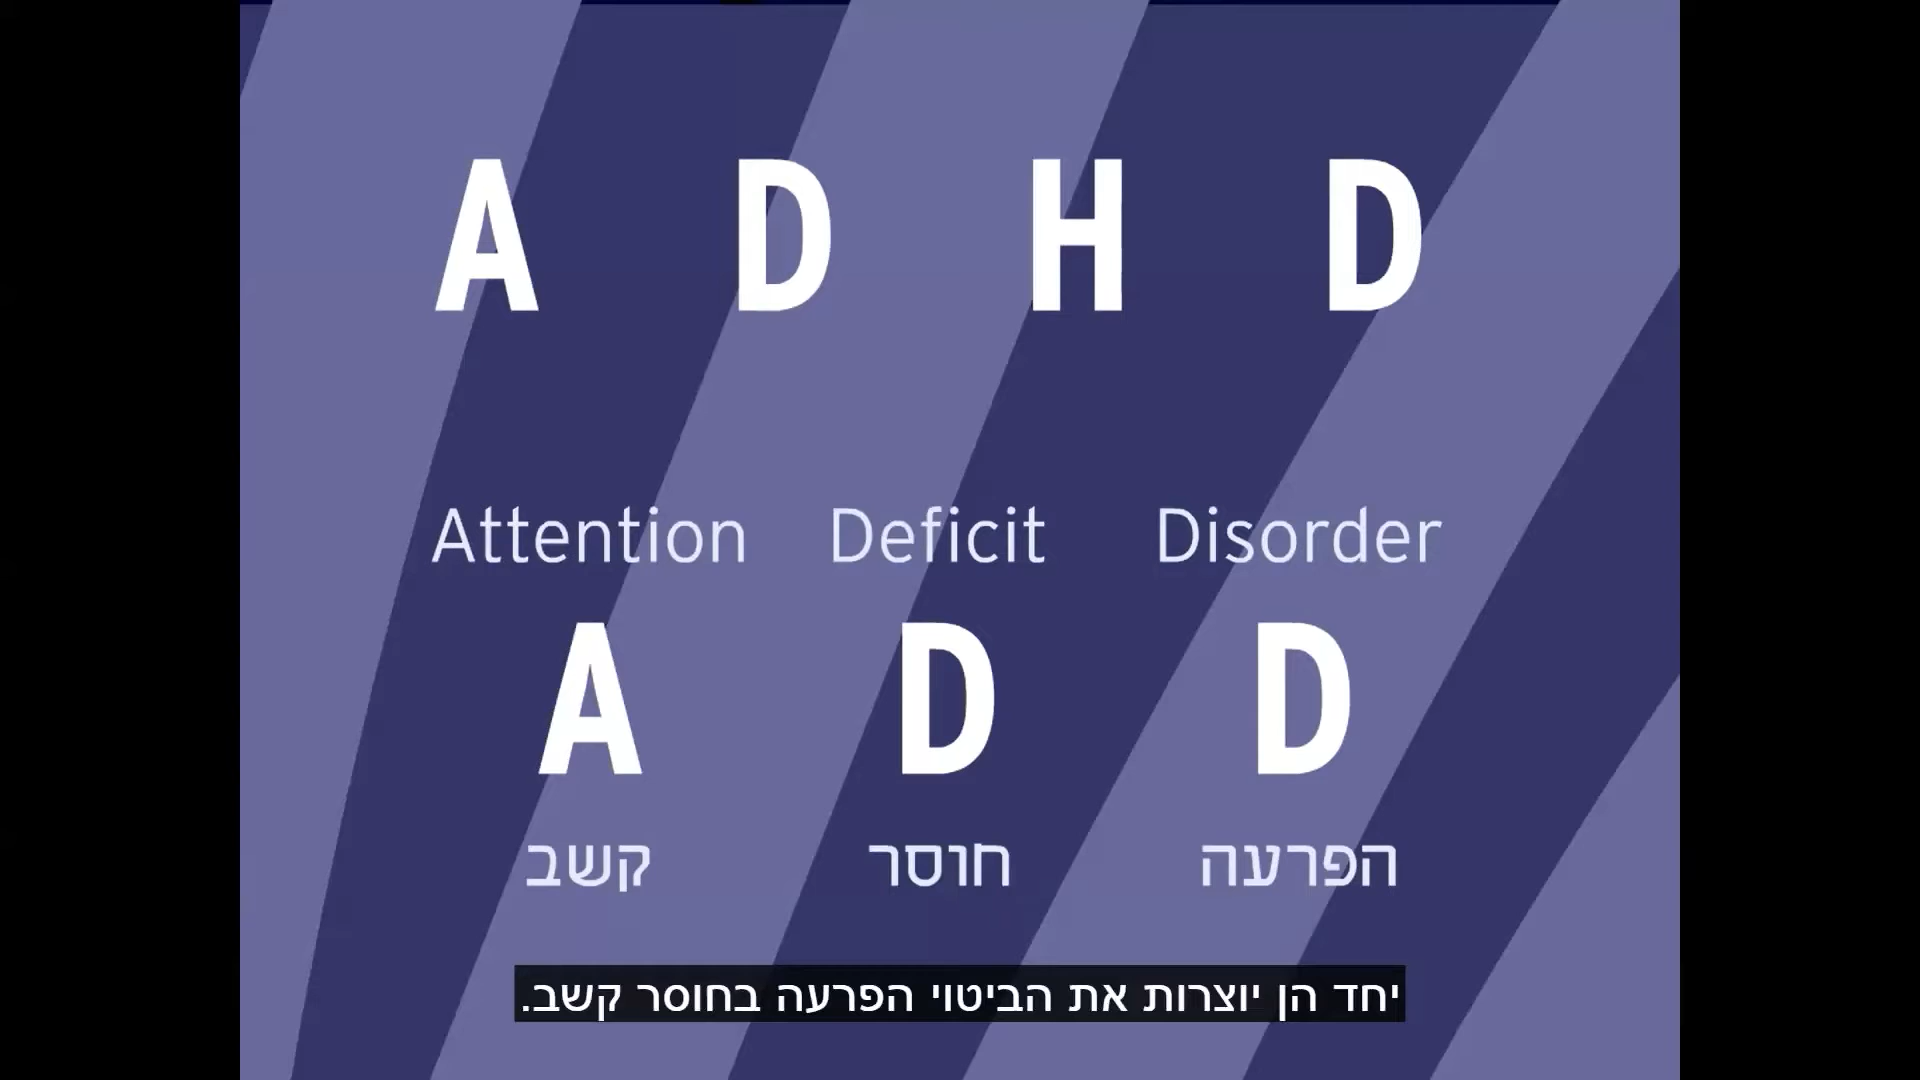 A D H D
Attention Deficit Disorder
A D D
הפרעה חוסר קשב
יחד הן יוצרות את הביטוי הפרעה בחוסר קשב.